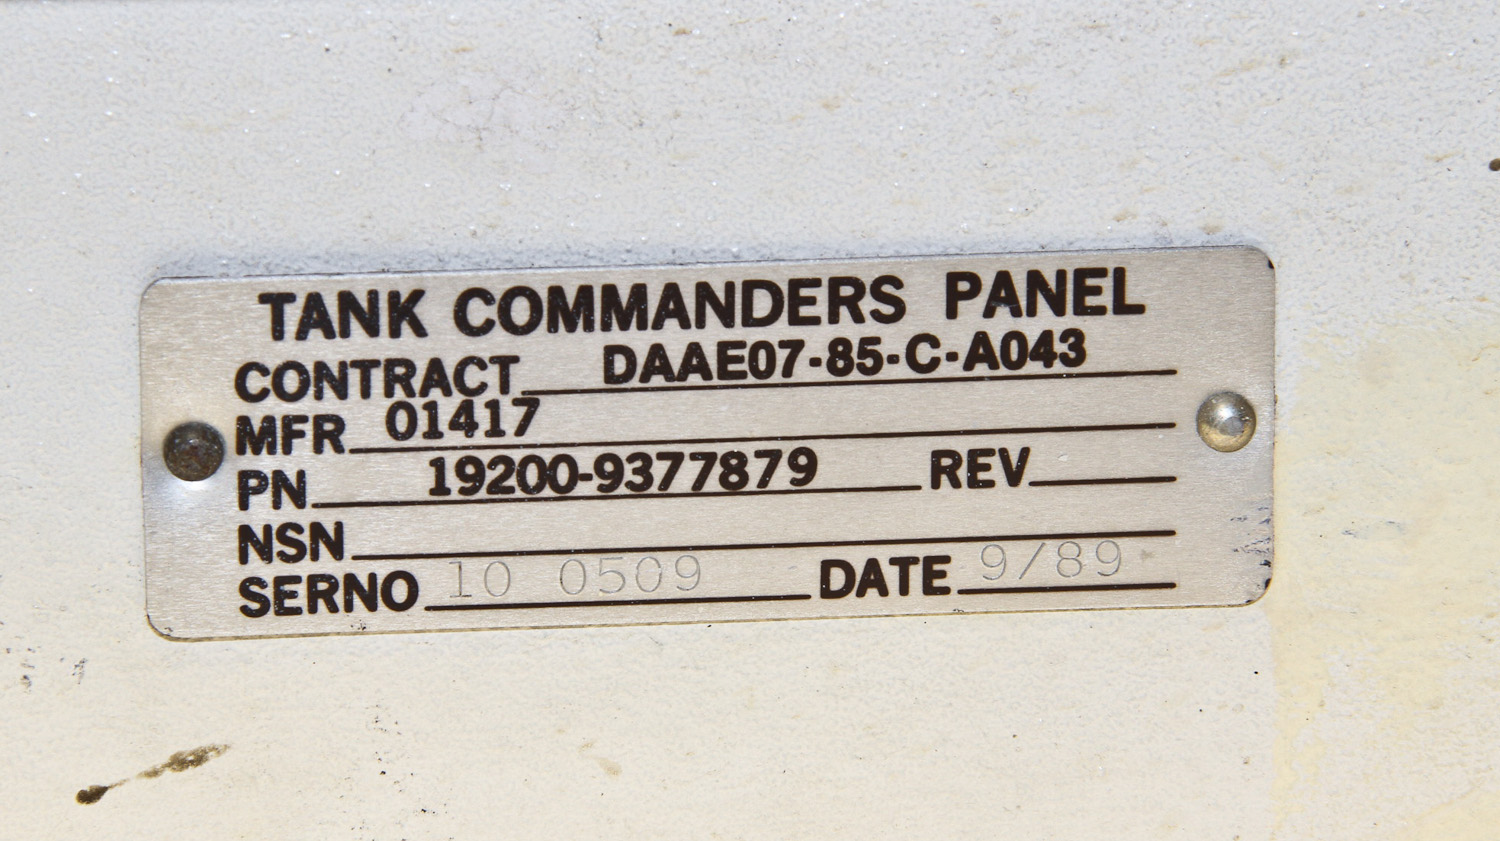 TANK COMMANDERS PANEL
CONTRACT DAAE07-85-C-A043
MFR 01417
PN 19200-9377879 REV
NSN
SERNO 10 0509 DATE 9/89